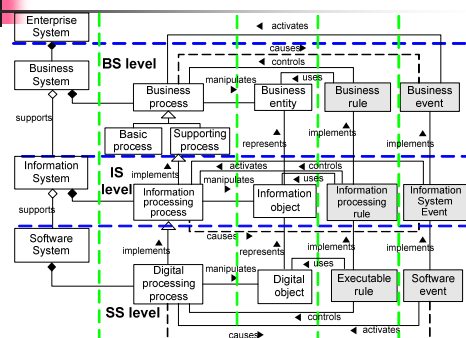 Enterprise
System
activates
causes
BS level
controls
Business
System
manipulates
uses
Business
process
Business
entity
Business
rule
Business
event
supports
Basic
process
Supporting
process
represents
implements
implements
Information
System
IS
level
implements
activates
controls
manipulates
uses
Information
processing
process
Information
object
Information
processing
rule
Information
System
Event
supports
causes
Software
System
implements
represents
implements
implements
manipulates
uses
Digital
processing
process
Digital
object
Executable
rule
Software
event
SS level
controls
activates
causes